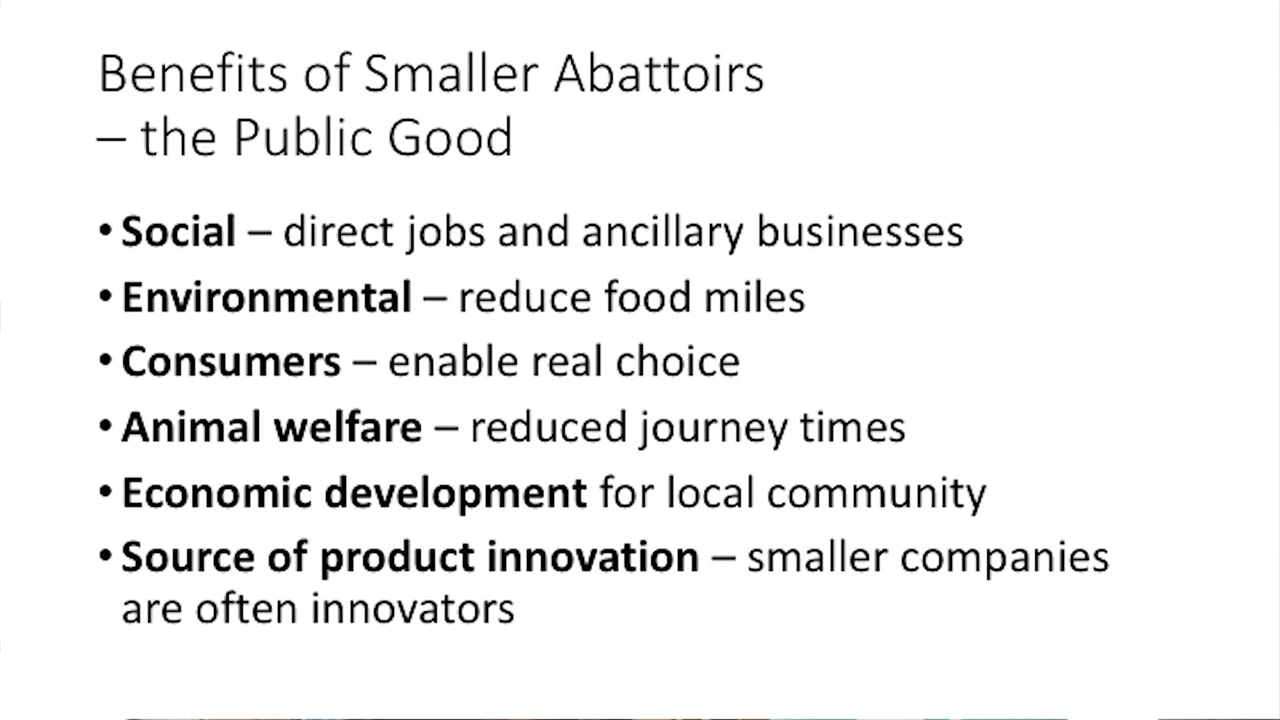 Benefits of Smaller Abattoirs
– the Public Good
• Social – direct jobs and ancillary businesses
• Environmental – reduce food miles
• Consumers – enable real choice
• Animal welfare – reduced journey times
• Economic development for local community
• Source of product innovation – smaller companies
are often innovators